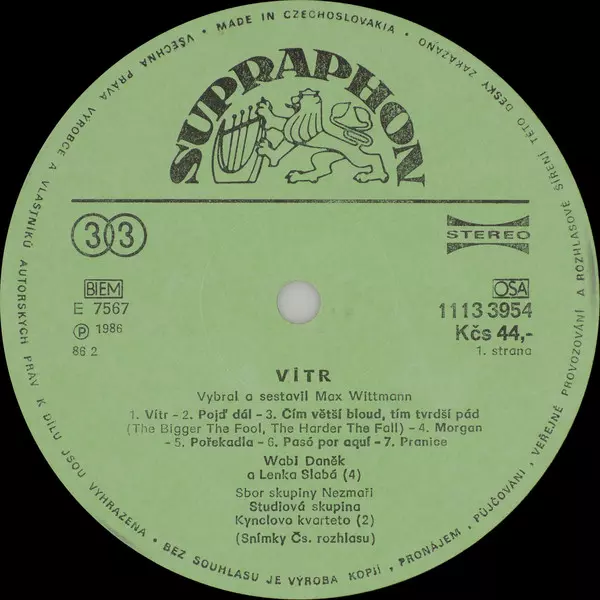 • MADE IN CZECHOSLOVAKIA •
VŠECHNA PRÁVA VÝROBCE A VLASTNÍKŮ AUTORSKÝCH PRÁV K DÍLU JSOU VYHRAZENA • BEZ SOUHLASU JE VÝROBA KOPIÍ, PRONÁJEM, PŮJČOVÁNÍ, VEŘEJNÉ PROVOZOVÁNÍ A ROZHLASOVÉ ŠÍŘENÍ TÉTO DESKY ZAKÁZÁNO
SUPRAPHON
33
STEREO
BIEM
E 7567
Ⓟ 1986
86 2
OSA
1113 3954
Kčs 44,-
1. strana
VÍTR
Vybral a sestavil Max Wittmann
1. Vítr – 2. Pojď dál – 3. Čím větší bloud, tím tvrdší pád
(The Bigger The Fool, The Harder The Fall) – 4. Morgan –
– 5. Pořekadla – 6. Pasó por aquí – 7. Pranice
Wabi Daněk
a Lenka Slabá (4)
Sbor skupiny Nezmaři
Studiová skupina
Kynclovo kvarteto (2)
(Snímky Čs. rozhlasu)